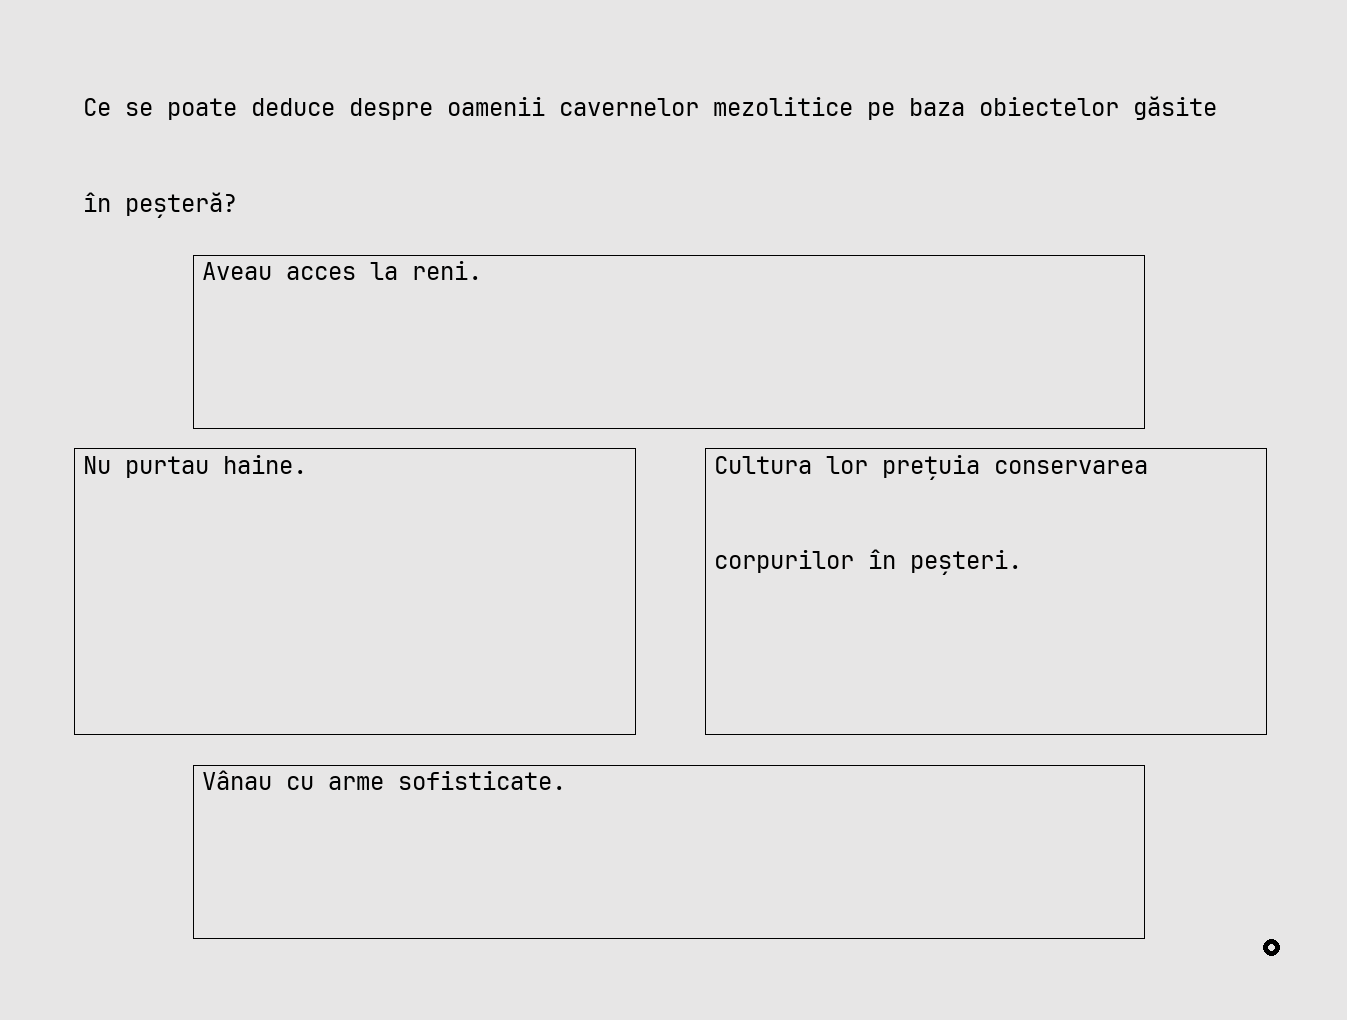 Ce se poate deduce despre oamenii cavernelor mezolitice pe baza obiectelor găsite
în peșteră?
Aveau acces la reni.
Nu purtau haine.
Cultura lor prețuia conservarea
corpurilor în peșteri.
Vânau cu arme sofisticate.